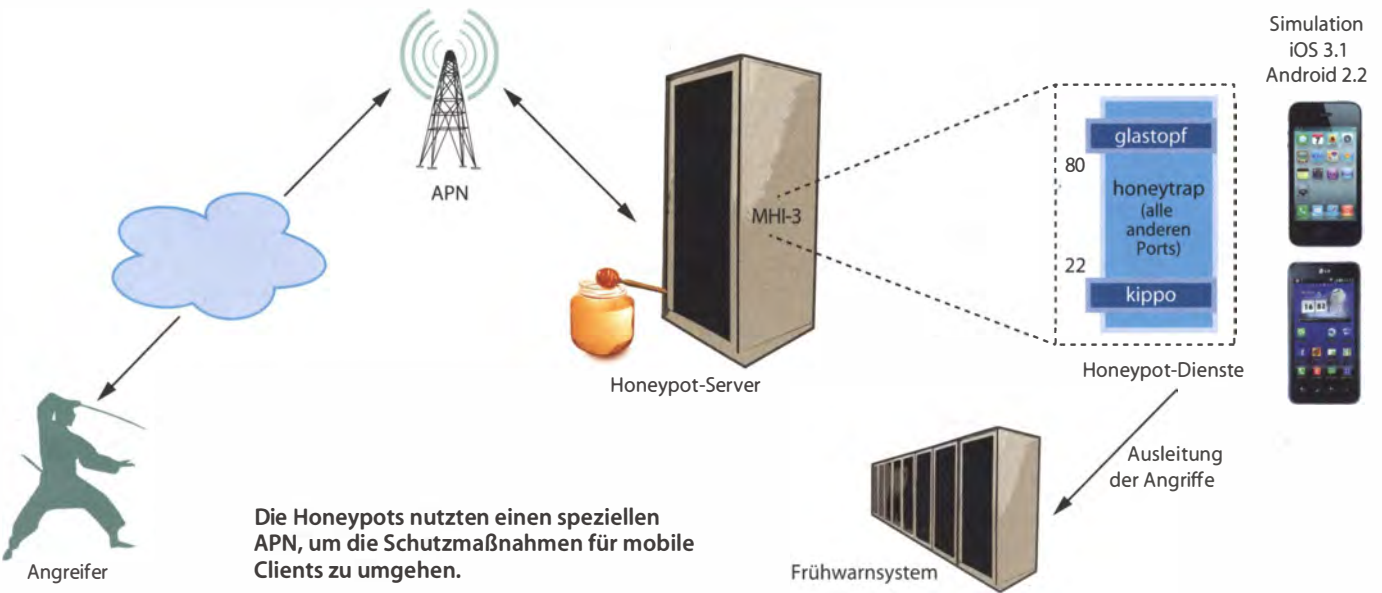 Simulation
iOS 3.1
Android 2.2
APN
MHI-3
glastopf
80
honeytrap
(alle
anderen
Ports)
22
kippo
Honeypot-Server
Honeypot-Dienste
Ausleitung
der Angriffe
Die Honeypots nutzten einen speziellen
APN, um die Schutzmaßnahmen für mobile
Clients zu umgehen.
Angreifer
Frühwarnsystem